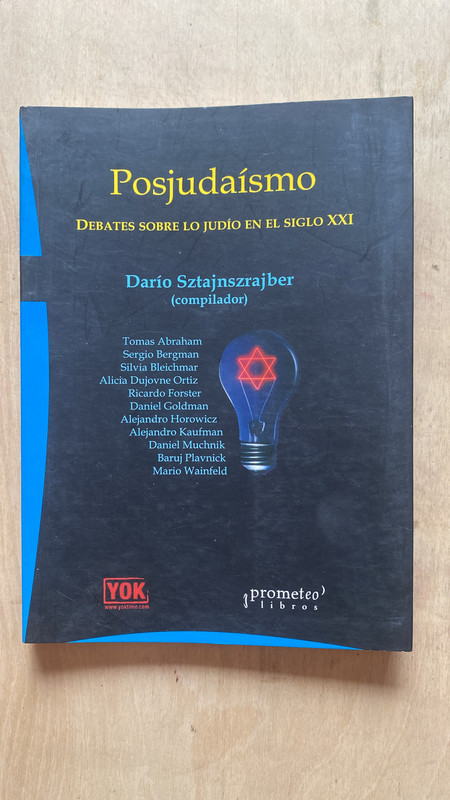 Posjudaísmo
DEBATES SOBRE LO JUDÍO EN EL SIGLO XXI
Darío Sztajnszrajber
(compilador)
Tomas Abraham
Sergio Bergman
Silvia Bleichmar
Alicia Dujovne Ortiz
Ricardo Forster
Daniel Goldman
Alejandro Horowicz
Alejandro Kaufman
Daniel Muchnik
Baruj Plavnick
Mario Wainfeld
YOK
www.yoktime.com
prometeo
libros